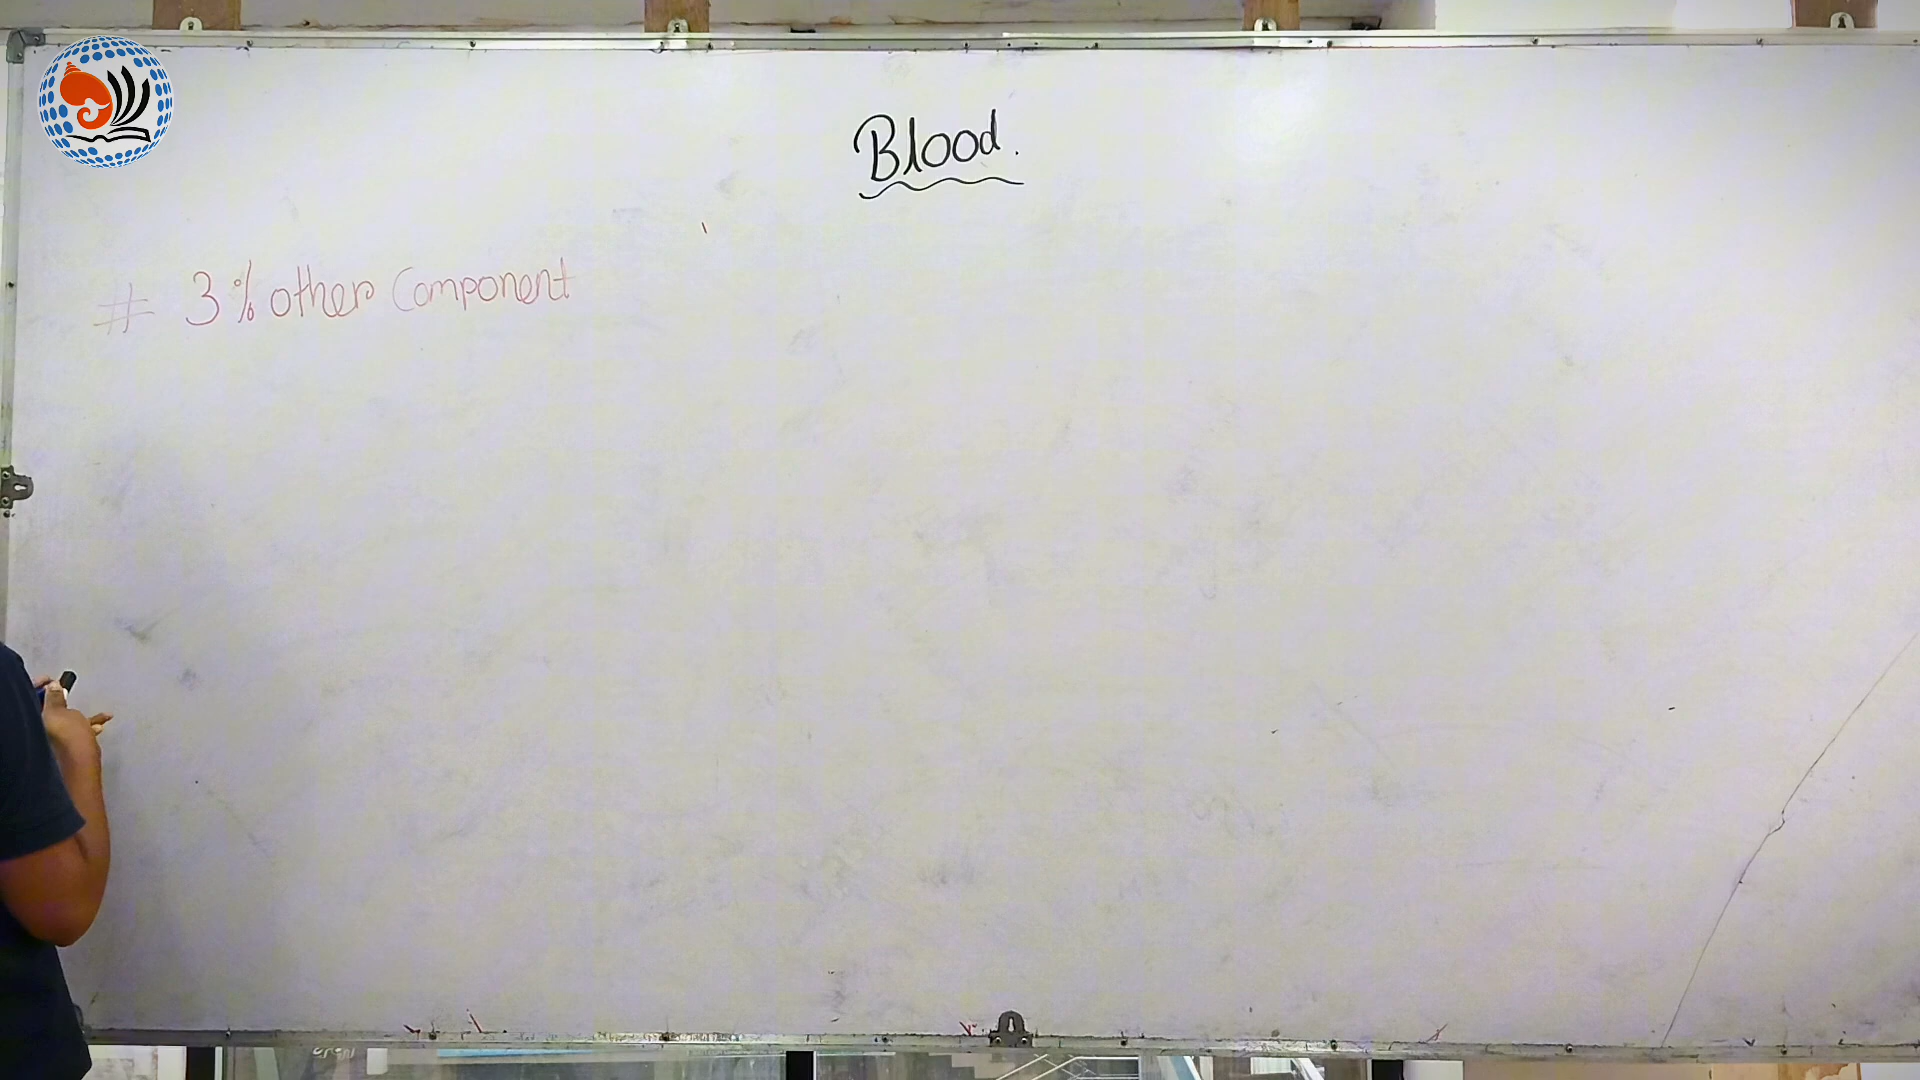 Blood.
# 3% other Component